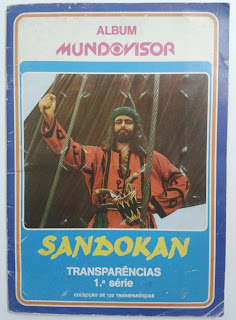 ALBUM
MUNDOVISOR
SANDOKAN
TRANSPARÊNCIAS
1.ª série
COLECÇÃO DE 120 TRANSPARÊNCIAS